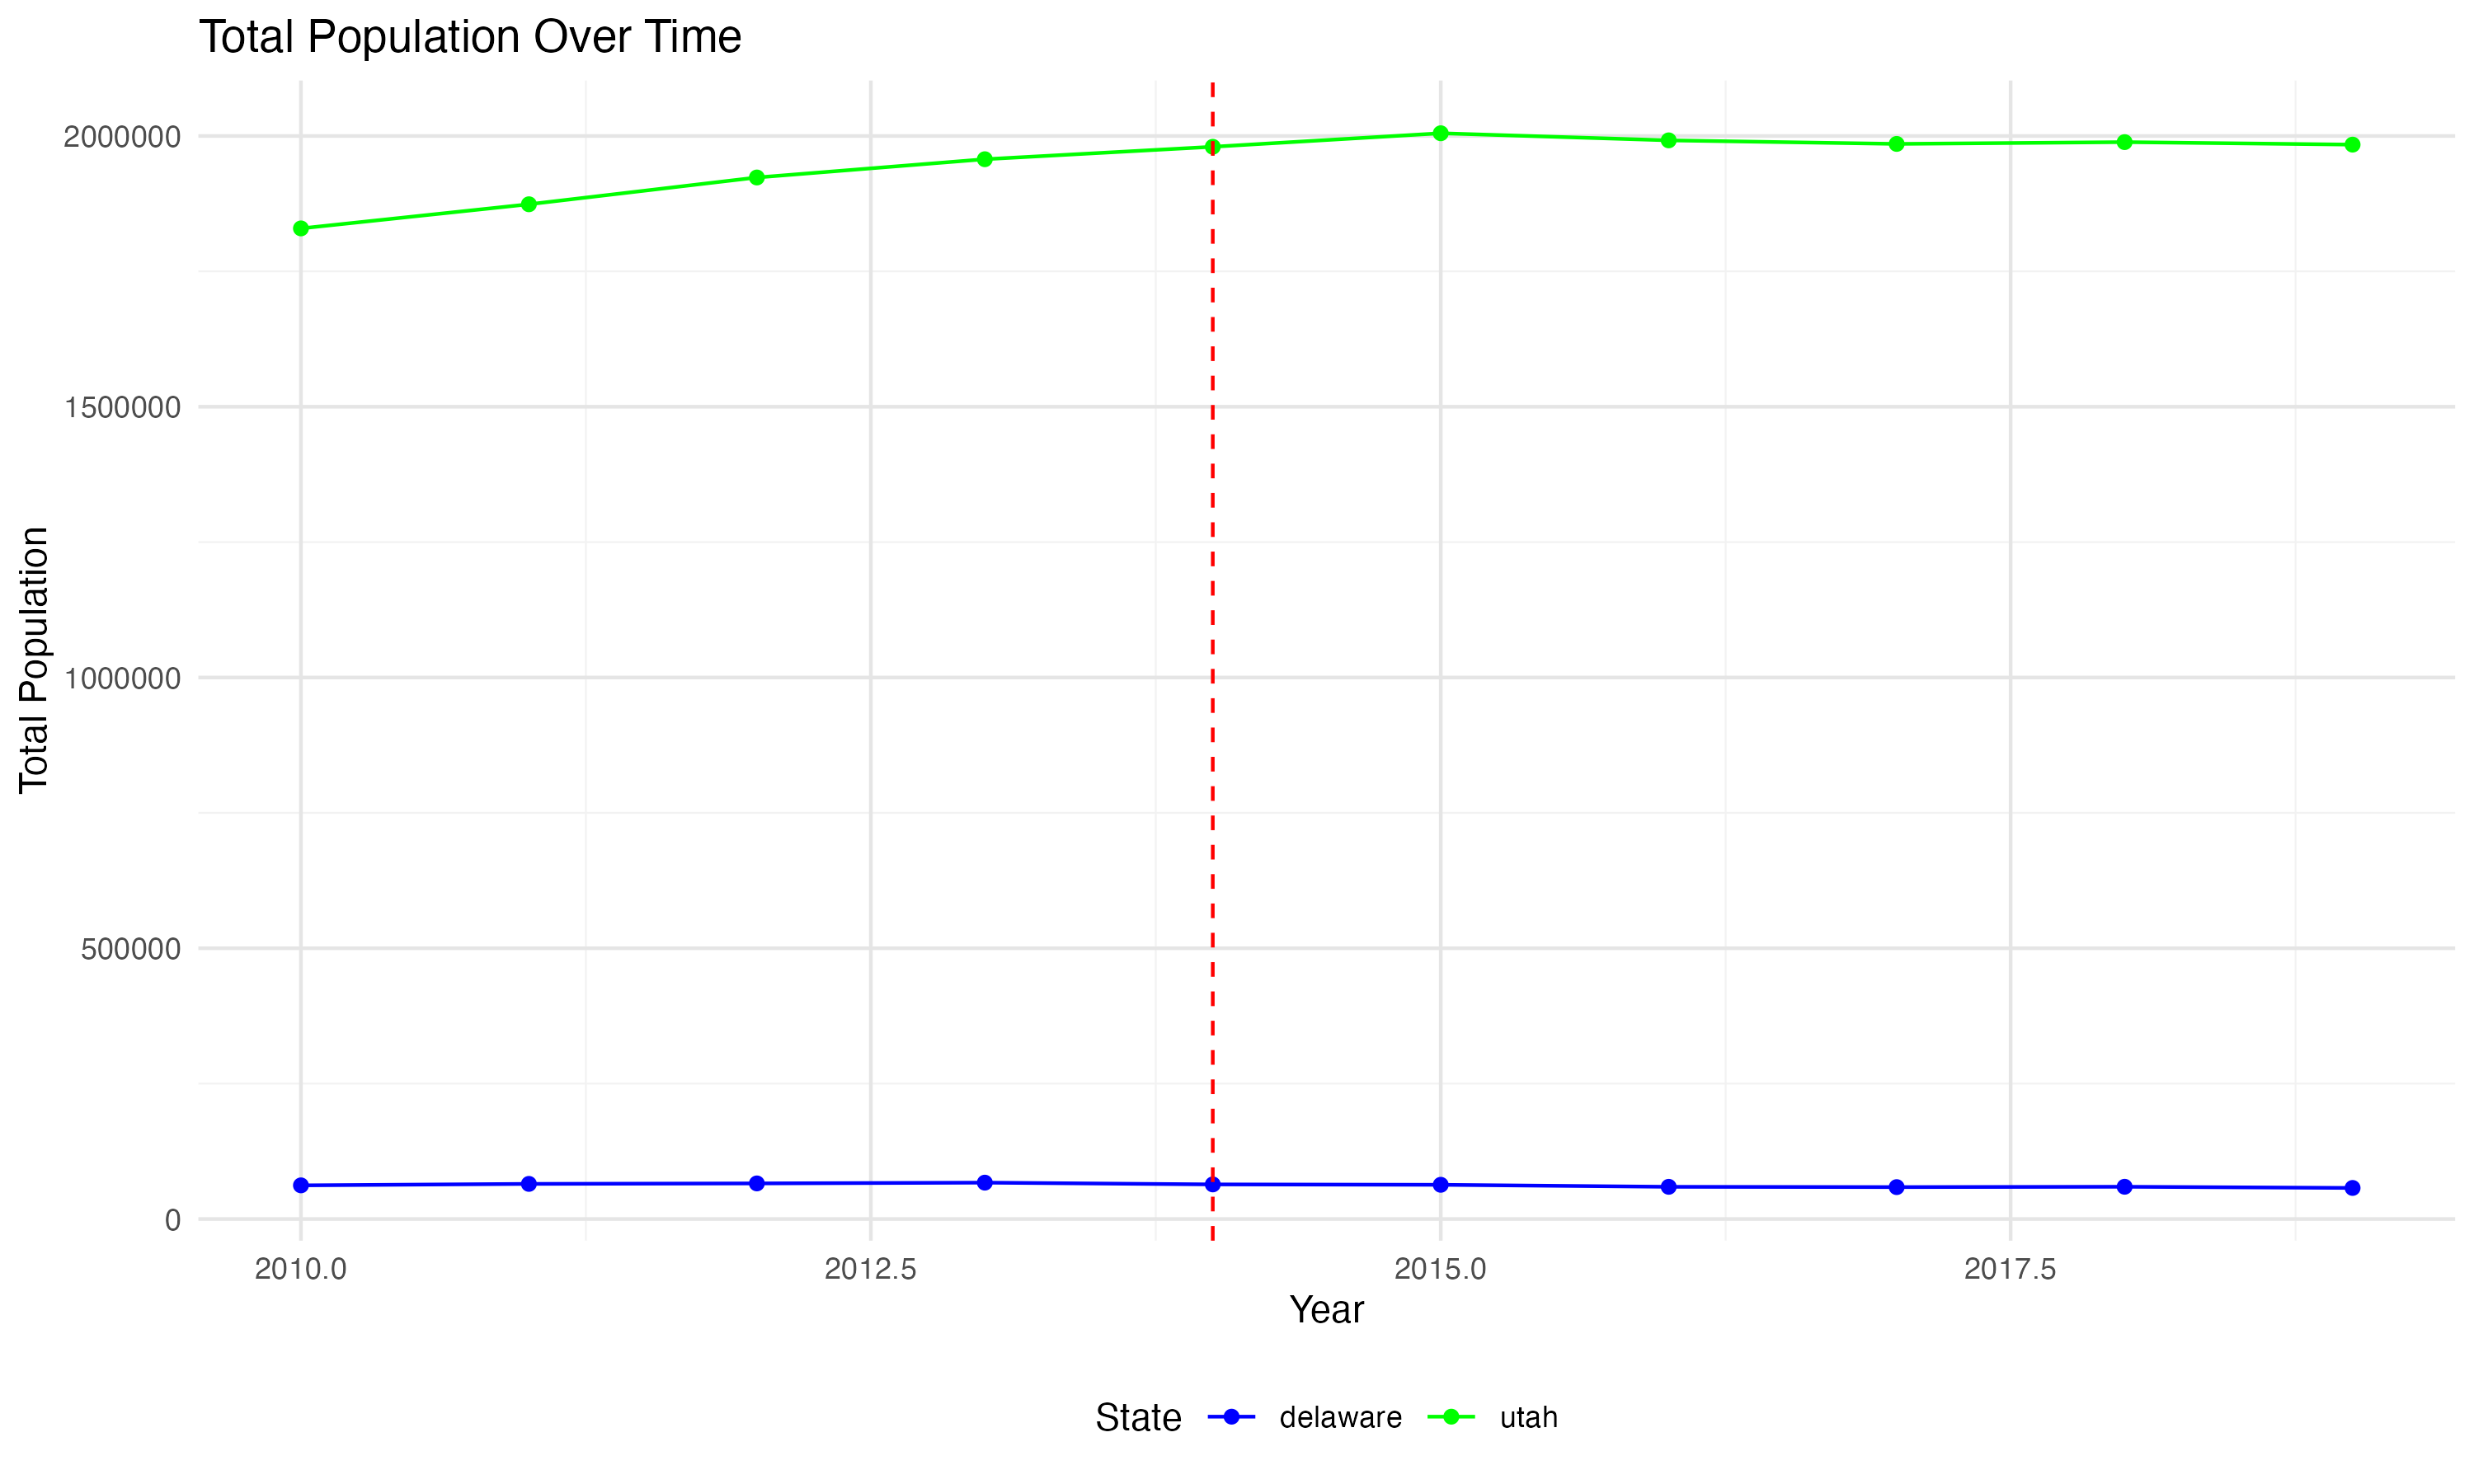 Total Population Over Time
Total Population
2000000
1500000
1000000
500000
0
2010.0 2012.5 2015.0 2017.5
Year
State delaware utah